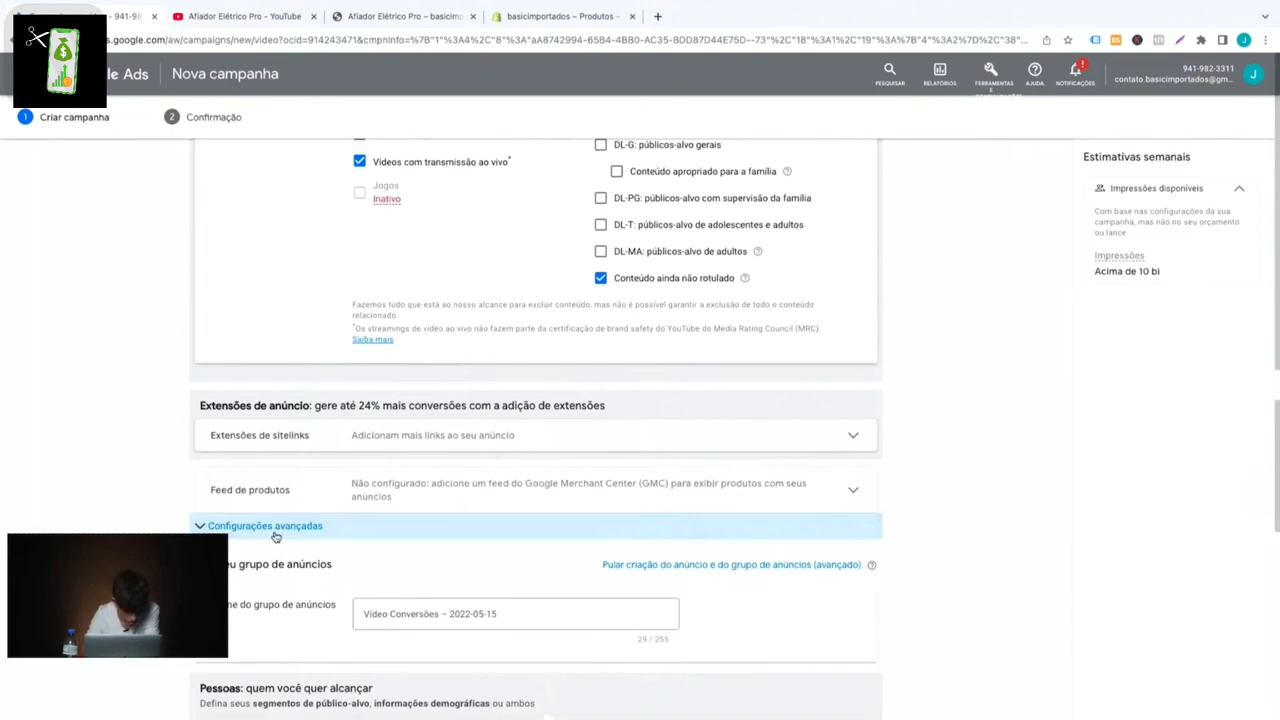 - 941-98
Afiador Elétrico Pro - YouTube
Afiador Elétrico Pro – basicimp
basicimportados ~ Produtos ~
s.google.com/aw/campaigns/new/video?ocid=914243471&cmpnInfo=%7B"1"%3A4%2C"8"%3A"aA8742994-65B4-4BB0-AC35-BDD87D44E75D--73"%2C"18"%3A1%2C"19"%3A%7B"4"%3A2%7D%2C"38"...
le Ads
Nova campanha
PESQUISAR
RELATÓRIOS
FERRAMENTAS E
AJUDA
NOTIFICAÇÕES
941-982-3311
contato.basicimportados@gm...
J
1 Criar campanha
2 Confirmação
DL-G: públicos-alvo gerais
Vídeos com transmissão ao vivo*
Conteúdo apropriado para a família
Jogos
Inativo
DL-PG: públicos-alvo com supervisão da família
DL-T: públicos-alvo de adolescentes e adultos
DL-MA: públicos-alvo de adultos
Conteúdo ainda não rotulado
Fazemos tudo que está ao nosso alcance para excluir conteúdo, mas não é possível garantir a exclusão de todo o conteúdo
relacionado.
*Os streamings de vídeo ao vivo não fazem parte da certificação de brand safety do YouTube do Media Rating Council (MRC).
Saiba mais
Estimativas semanais
Impressões disponíveis
Com base nas configurações da sua
campanha, mas não no seu orçamento
ou lance
Impressões
Acima de 10 bi
Extensões de anúncio: gere até 24% mais conversões com a adição de extensões
Extensões de sitelinks
Adicionam mais links ao seu anúncio
Feed de produtos
Não configurado: adicione um feed do Google Merchant Center (GMC) para exibir produtos com seus
anúncios
Configurações avançadas
eu grupo de anúncios
Pular criação do anúncio e do grupo de anúncios (avançado)
me do grupo de anúncios
Vídeo Conversões – 2022-05-15
29 / 255
Pessoas: quem você quer alcançar
Defina seus segmentos de público-alvo, informações demográficas ou ambos